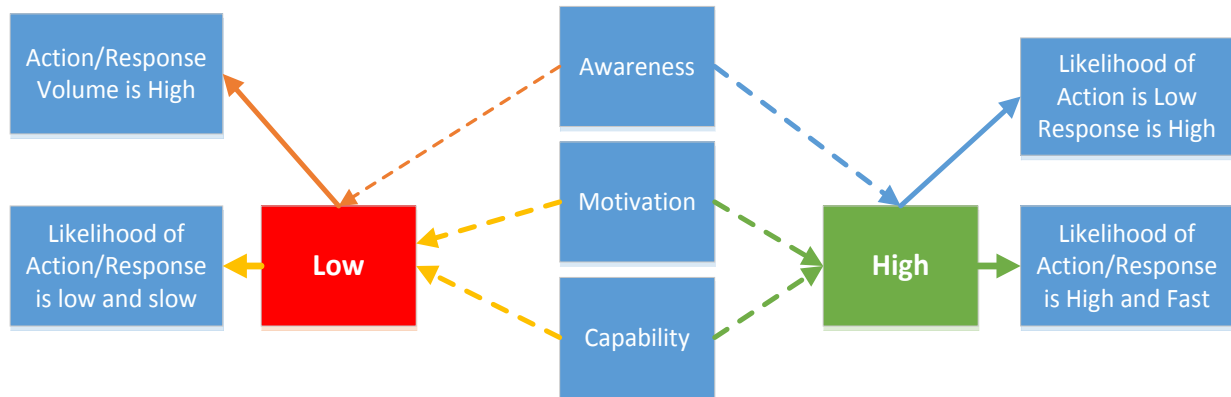 Action/Response
Volume is High
Awareness
Likelihood of
Action is Low
Response is High
Motivation
Likelihood of
Action/Response
is low and slow
Low
High
Likelihood of
Action/Response
is High and Fast
Capability